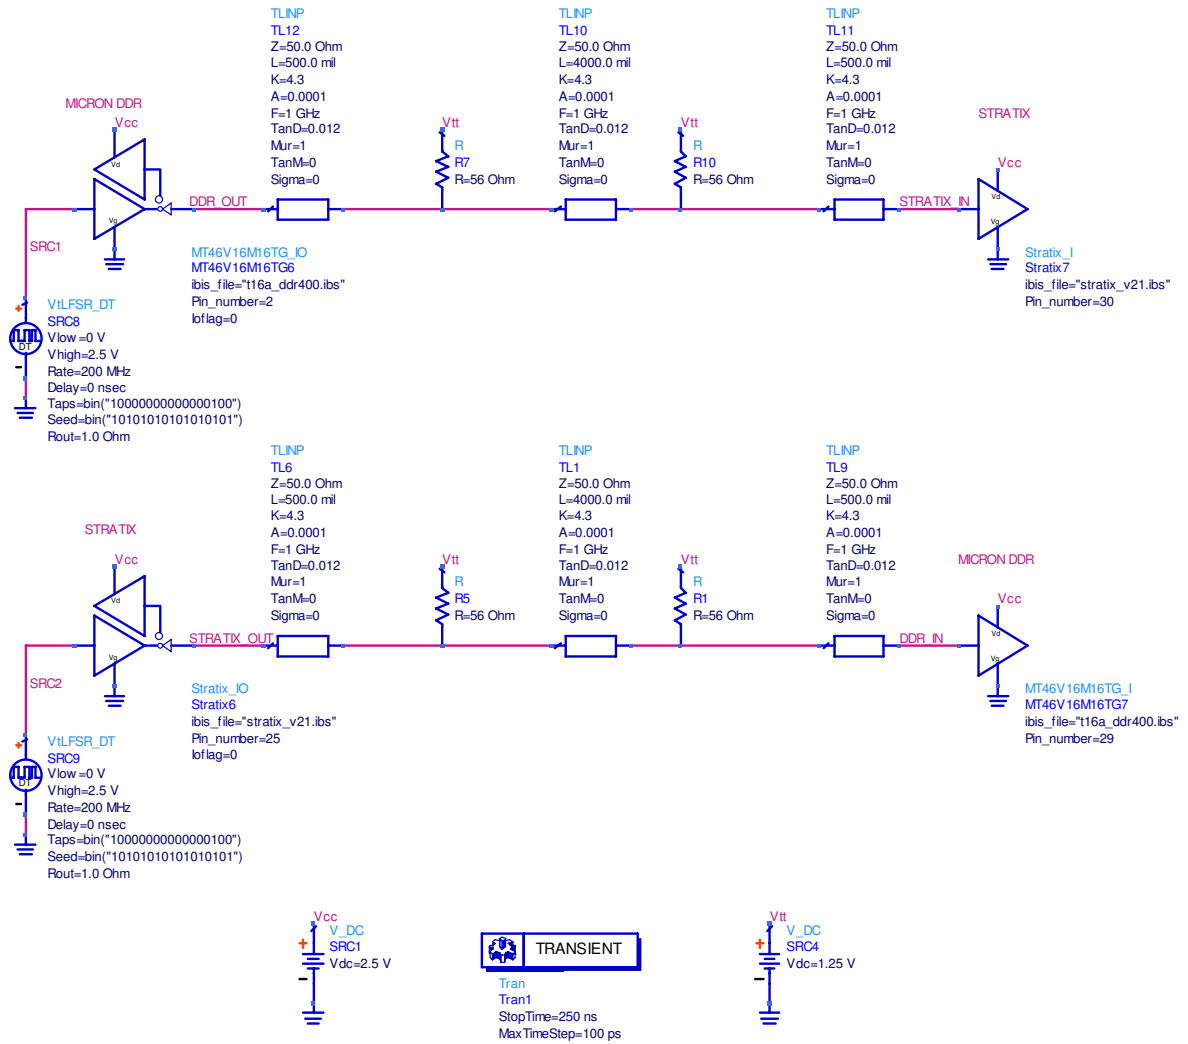 TLINP
TL12
Z=50.0 Ohm
L=500.0 mil
K=4.3
A=0.0001
F=1 GHz
TanD=0.012
Mur=1
TanM=0
Sigma=0
TLINP
TL10
Z=50.0 Ohm
L=4000.0 mil
K=4.3
A=0.0001
F=1 GHz
TanD=0.012
Mur=1
TanM=0
Sigma=0
TLINP
TL11
Z=50.0 Ohm
L=500.0 mil
K=4.3
A=0.0001
F=1 GHz
TanD=0.012
Mur=1
TanM=0
Sigma=0
MICRON DDR
Vcc
Vd
Vg
DDR_OUT
Vtt
R
R7
R=56 Ohm
Vtt
R
R10
R=56 Ohm
STRATIX
Vcc
Vd
Vg
STRATIX_IN
SRC1
MT46V16M16TG_IO
MT46V16M16TG6
ibis_file="t16a_ddr400.ibs"
Pin_number=2
Ioflag=0
Stratix_I
Stratix7
ibis_file="stratix_v21.ibs"
Pin_number=30
DT
VtLFSR_DT
SRC8
Vlow=0 V
Vhigh=2.5 V
Rate=200 MHz
Delay=0 nsec
Taps=bin("10000000000000100")
Seed=bin("10101010101010101")
Rout=1.0 Ohm
TLINP
TL6
Z=50.0 Ohm
L=500.0 mil
K=4.3
A=0.0001
F=1 GHz
TanD=0.012
Mur=1
TanM=0
Sigma=0
TLINP
TL1
Z=50.0 Ohm
L=4000.0 mil
K=4.3
A=0.0001
F=1 GHz
TanD=0.012
Mur=1
TanM=0
Sigma=0
TLINP
TL9
Z=50.0 Ohm
L=500.0 mil
K=4.3
A=0.0001
F=1 GHz
TanD=0.012
Mur=1
TanM=0
Sigma=0
STRATIX
Vcc
Vd
Vg
STRATIX_OUT
Vtt
R
R5
R=56 Ohm
Vtt
R
R1
R=56 Ohm
MICRON DDR
Vcc
Vd
Vg
DDR_IN
SRC2
Stratix_IO
Stratix6
ibis_file="stratix_v21.ibs"
Pin_number=25
Ioflag=0
MT46V16M16TG_I
MT46V16M16TG7
ibis_file="t16a_ddr400.ibs"
Pin_number=29
DT
VtLFSR_DT
SRC9
Vlow=0 V
Vhigh=2.5 V
Rate=200 MHz
Delay=0 nsec
Taps=bin("10000000000000100")
Seed=bin("10101010101010101")
Rout=1.0 Ohm
Vcc
V_DC
SRC1
Vdc=2.5 V
TRANSIENT
Tran
Tran1
StopTime=250 ns
MaxTimeStep=100 ps
Vtt
V_DC
SRC4
Vdc=1.25 V